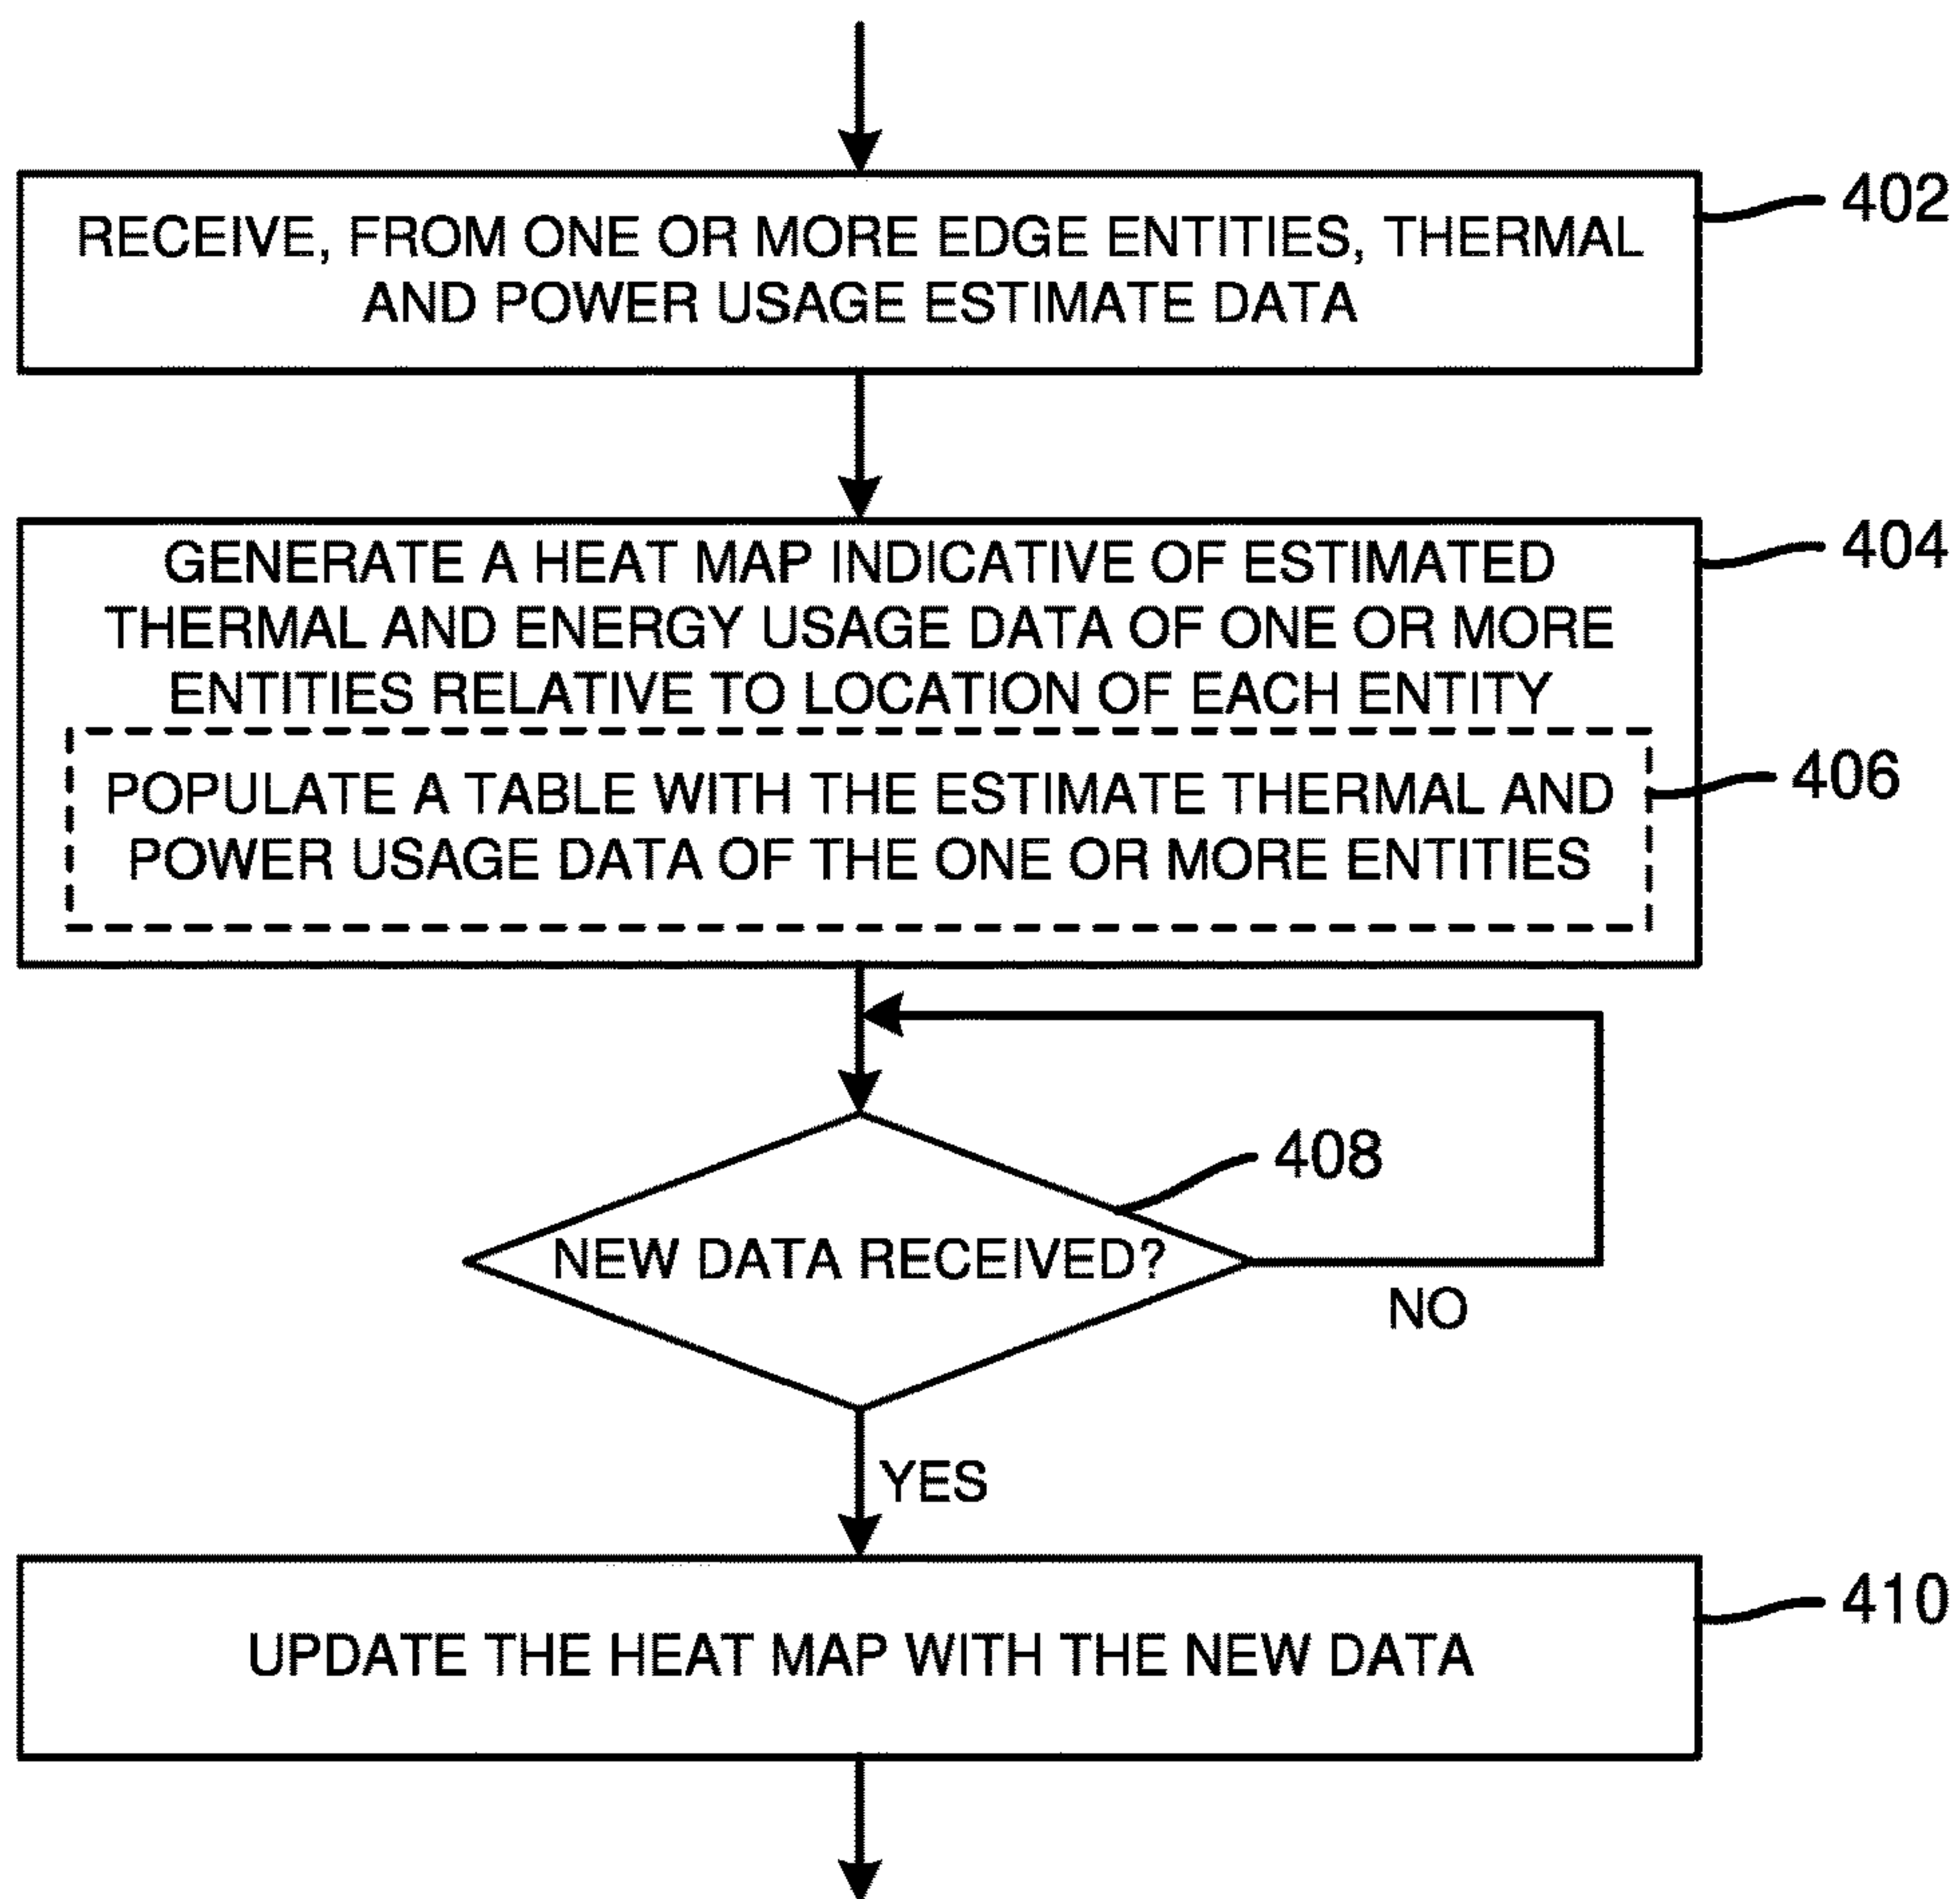 RECEIVE, FROM ONE OR MORE EDGE ENTITIES, THERMAL
AND POWER USAGE ESTIMATE DATA
402
GENERATE A HEAT MAP INDICATIVE OF ESTIMATED
THERMAL AND ENERGY USAGE DATA OF ONE OR MORE
ENTITIES RELATIVE TO LOCATION OF EACH ENTITY
404
POPULATE A TABLE WITH THE ESTIMATE THERMAL AND
POWER USAGE DATA OF THE ONE OR MORE ENTITIES
406
408
NEW DATA RECEIVED?
NO
YES
UPDATE THE HEAT MAP WITH THE NEW DATA
410